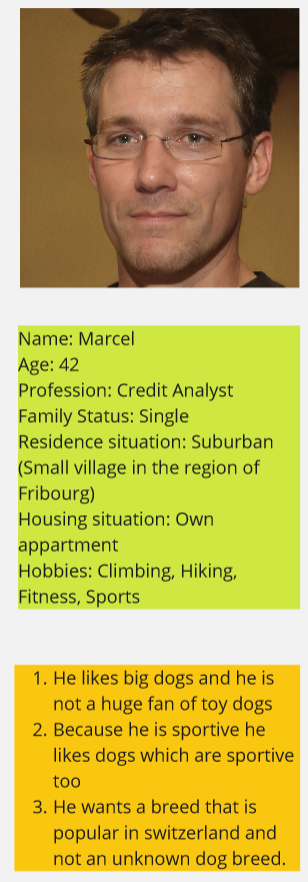 Name: Marcel
Age: 42
Profession: Credit Analyst
Family Status: Single
Residence situation: Suburban
(Small village in the region of
Fribourg)
Housing situation: Own
appartment
Hobbies: Climbing, Hiking,
Fitness, Sports
1. He likes big dogs and he is
not a huge fan of toy dogs
2. Because he is sportive he
likes dogs which are sportive
too
3. He wants a breed that is
popular in switzerland and
not an unknown dog breed.